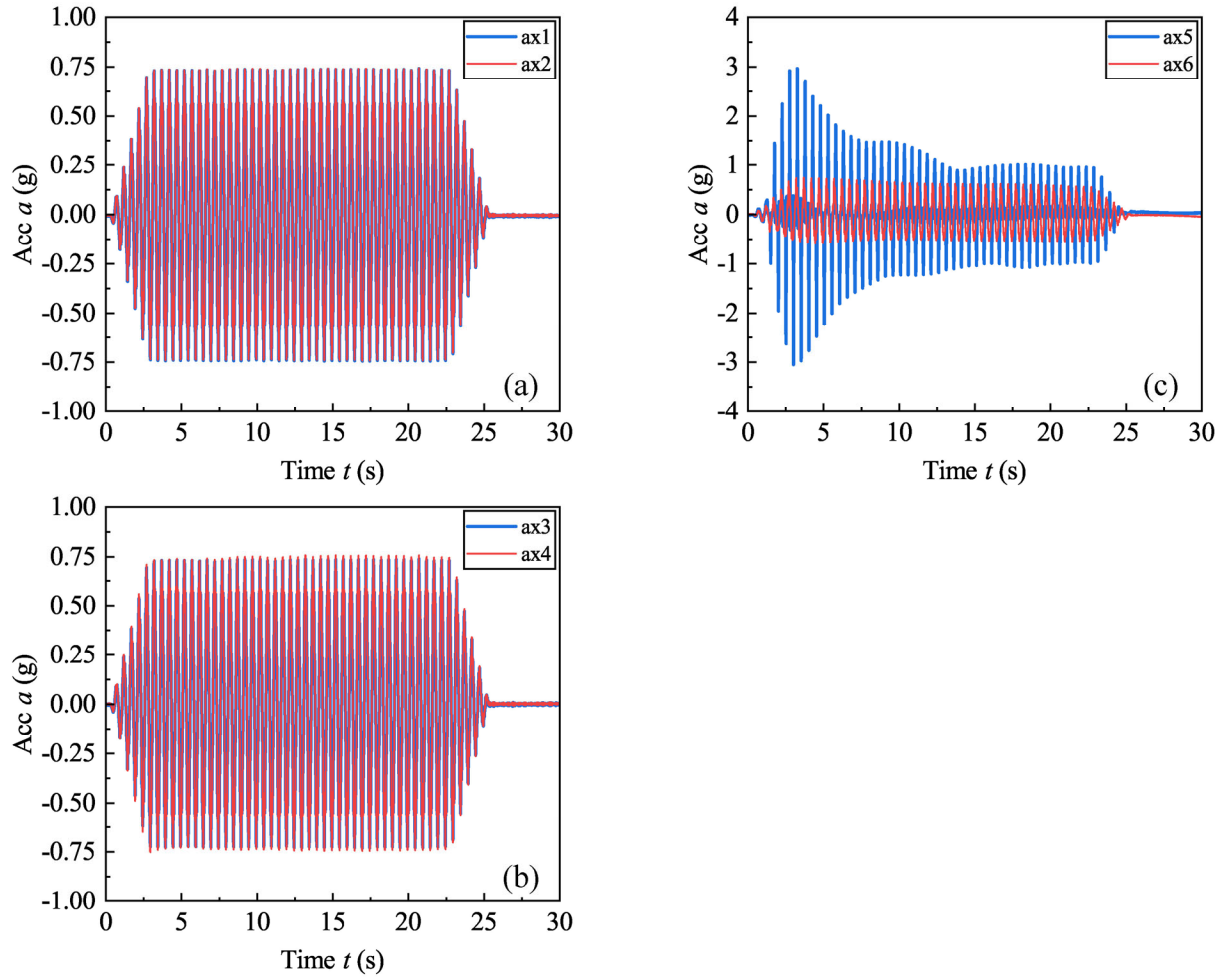 1.00
0.75
0.50
0.25
0.00
-0.25
-0.50
-0.75
-1.00
Acc a (g)
ax1
ax2
(a)
0 5 10 15 20 25 30
Time t (s)
4
3
2
1
0
-1
-2
-3
-4
Acc a (g)
ax5
ax6
(c)
0 5 10 15 20 25 30
Time t (s)
1.00
0.75
0.50
0.25
0.00
-0.25
-0.50
-0.75
-1.00
Acc a (g)
ax3
ax4
(b)
0 5 10 15 20 25 30
Time t (s)